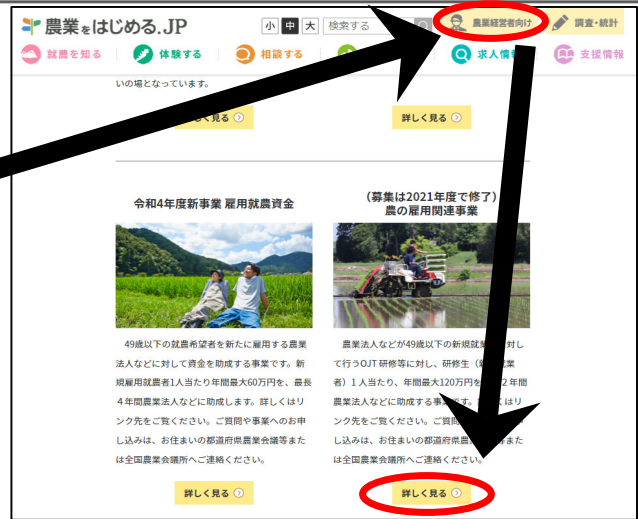 農業をはじめる.JP 小 中 大 検索する 農業経営者向け 調査・統計
就農を知る 体験する 相談する 求人情 支援情報
いの場となっています。
しく見る 詳しく見る
令和4年度新事業 雇用就農資金
(募集は2021年度で修了)
農の雇用関連事業
49歳以下の就農希望者を新たに雇用する農業
法人などに対して資金を助成する事業です。新
規雇用就農者1人当たり年間最大60万円を、最長
4年間農業法人などに助成します。詳しくはリ
ンク先をご覧ください。ご質問や事業へのお申
し込みは、お住まいの都道府県農業会議等また
は全国農業会議所へご連絡ください。
詳しく見る
農業法人などが49歳以下の新規就 対し
て行うOJT研修等に対し、研修生( 業
者)1人当たり、年間最大120万円を 2年間
農業法人などに助成する事 す。 くはリ
ンク先をご覧ください。ご質問
し込みは、お住まいの都道府県農 等また
は全国農業会議所へご連絡ください。
詳しく見る